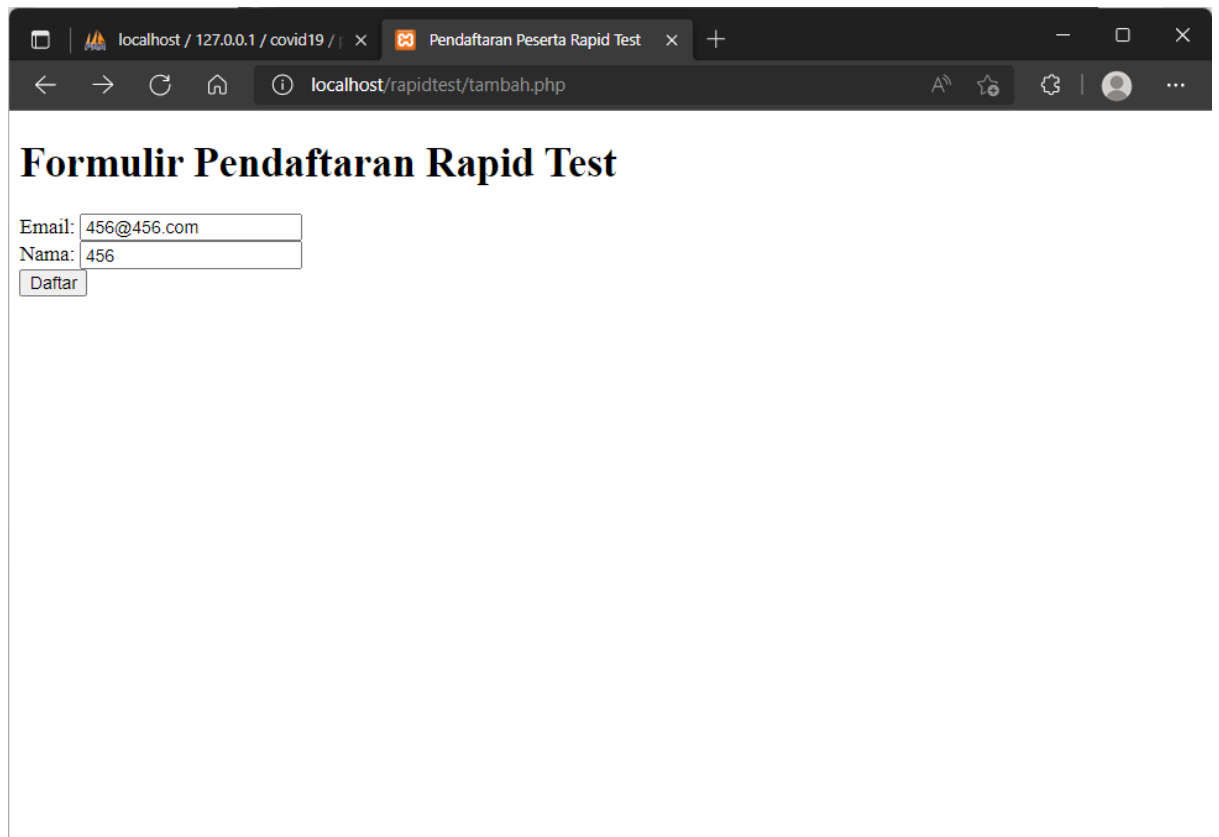 localhost / 127.0.0.1 / covid19 /
Pendaftaran Peserta Rapid Test
localhost/rapidtest/tambah.php
Formulir Pendaftaran Rapid Test
Email: 456@456.com
Nama: 456
Daftar